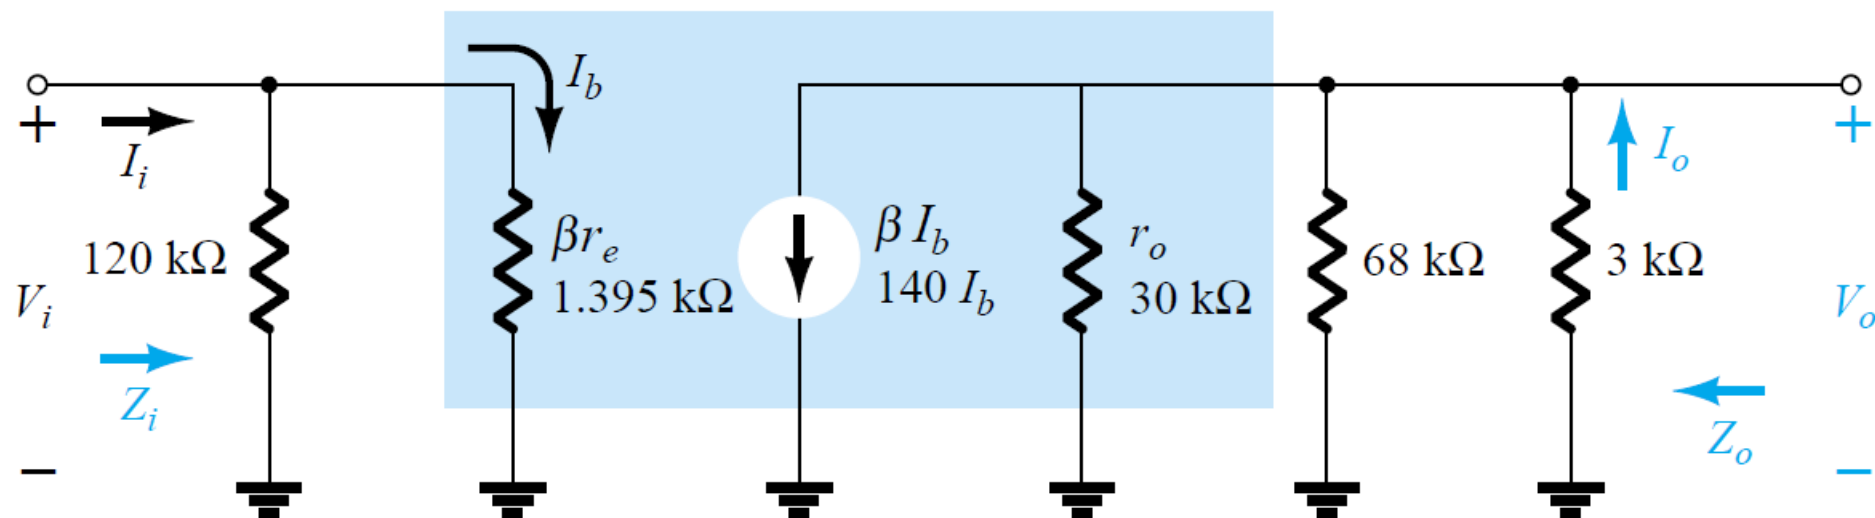 +
I_i
V_i
Z_i
−
120 kΩ
I_b
βr_e
1.395 kΩ
β I_b
140 I_b
r_o
30 kΩ
68 kΩ
3 kΩ
I_o
+
V_o
Z_o
−